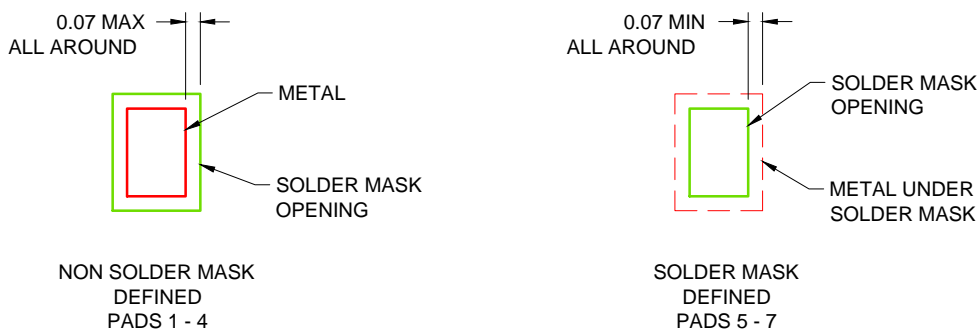 0.07 MAX
ALL AROUND
METAL
SOLDER MASK
OPENING
NON SOLDER MASK
DEFINED
PADS 1 - 4
0.07 MIN
ALL AROUND
SOLDER MASK
OPENING
METAL UNDER
SOLDER MASK
SOLDER MASK
DEFINED
PADS 5 - 7